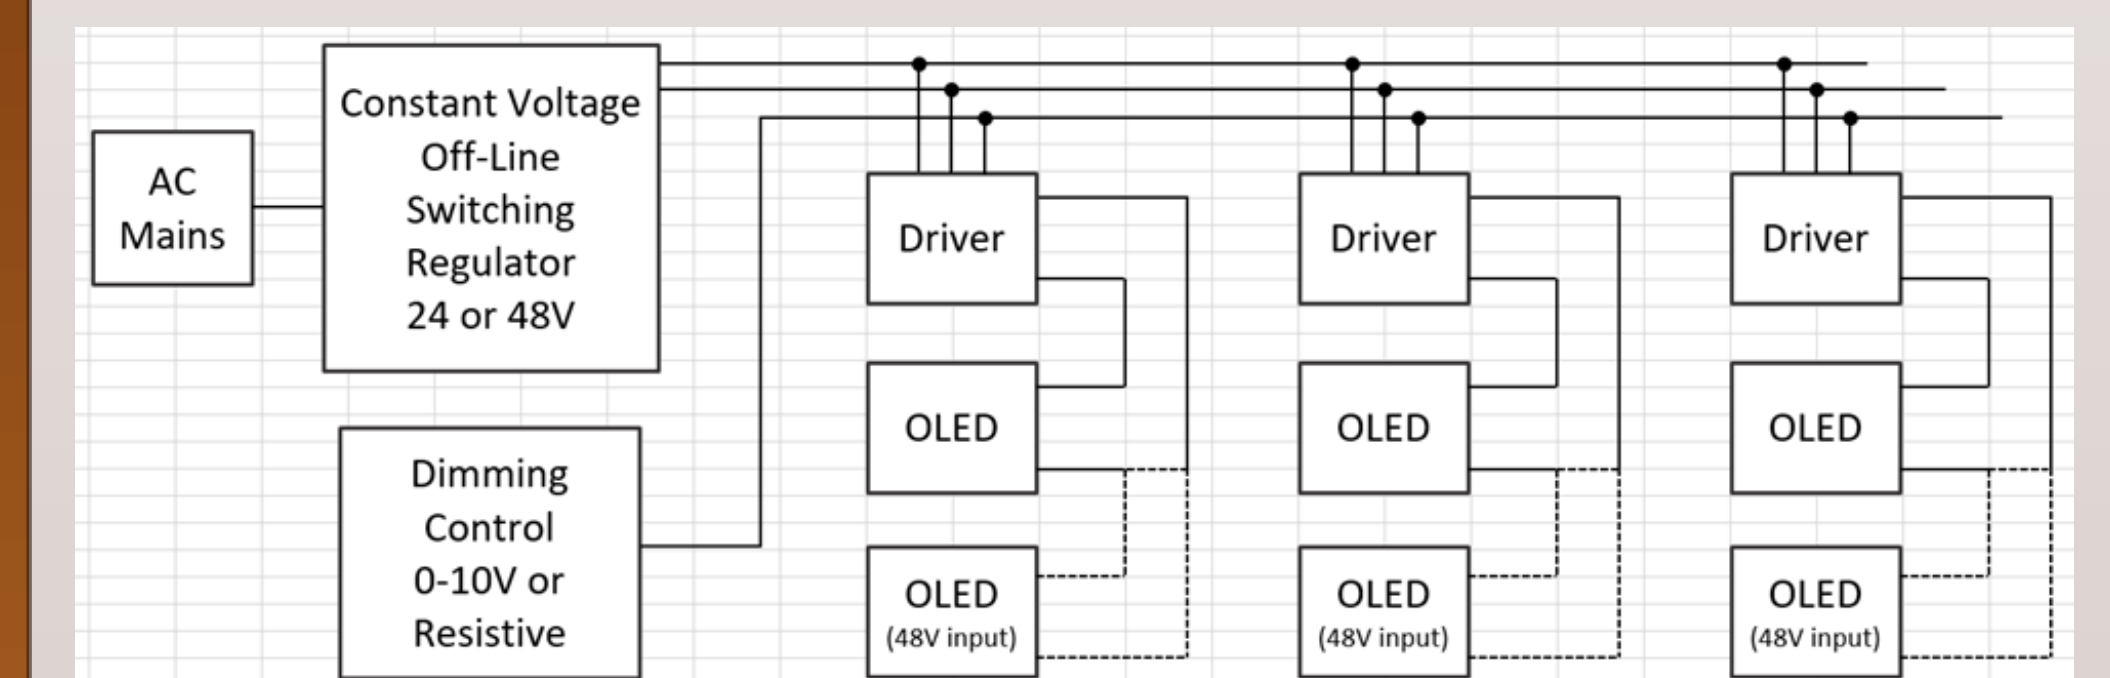 AC
Mains
Constant Voltage
Off-Line
Switching
Regulator
24 or 48V
Dimming
Control
0-10V or
Resistive
Driver
OLED
OLED
(48V input)
Driver
OLED
OLED
(48V input)
Driver
OLED
OLED
(48V input)